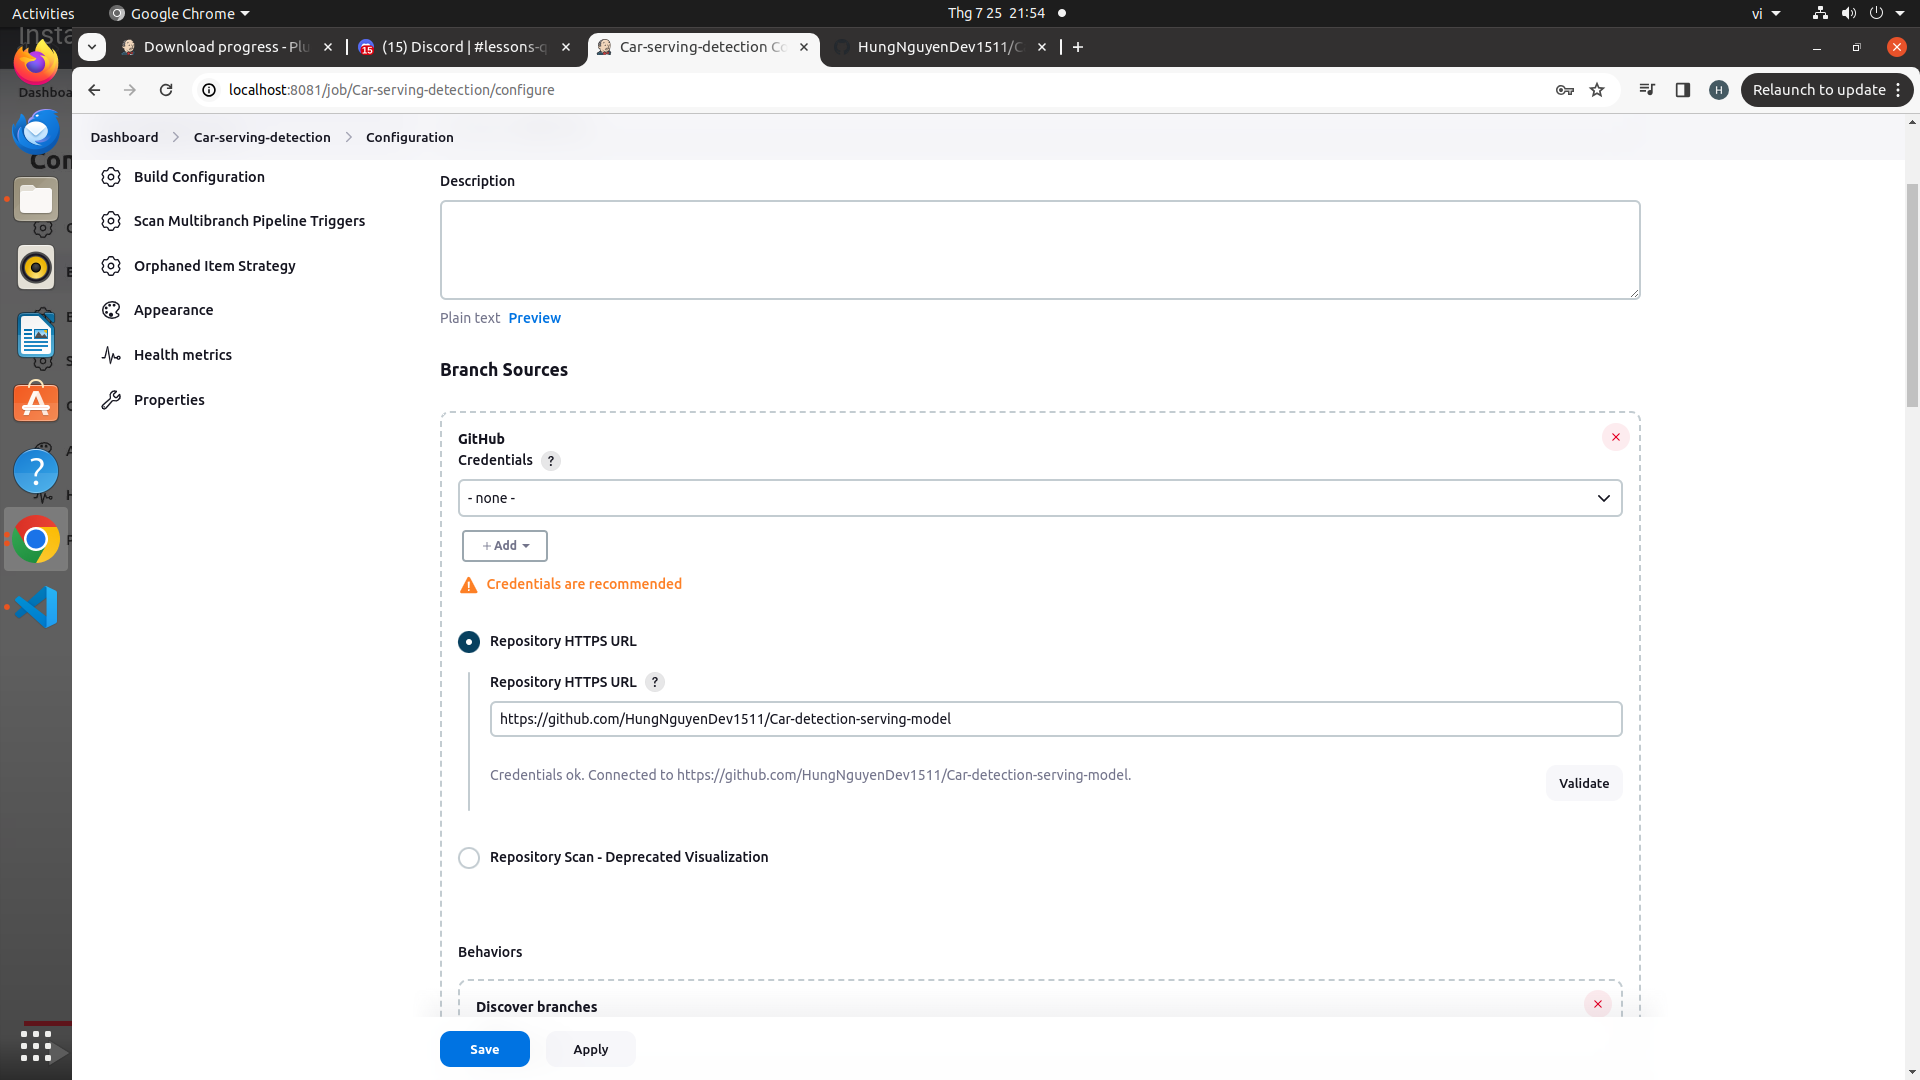 Activities
Google Chrome
Thg 7 25 21:54
vi
Insta
Download progress - Plu
(15) Discord | #lessons-q
15
Car-serving-detection Co
HungNguyenDev1511/C
localhost:8081/job/Car-serving-detection/configure
H
Relaunch to update
Dashboa
Dashboard
Car-serving-detection
Configuration
Con
Build Configuration
Scan Multibranch Pipeline Triggers
Orphaned Item Strategy
Appearance
Health metrics
Properties
Description
Plain text Preview
Branch Sources
GitHub
Credentials ?
- none -
+ Add
Credentials are recommended
Repository HTTPS URL
Repository HTTPS URL ?
https://github.com/HungNguyenDev1511/Car-detection-serving-model
Credentials ok. Connected to https://github.com/HungNguyenDev1511/Car-detection-serving-model.
Validate
Repository Scan - Deprecated Visualization
Behaviors
Discover branches
Save
Apply